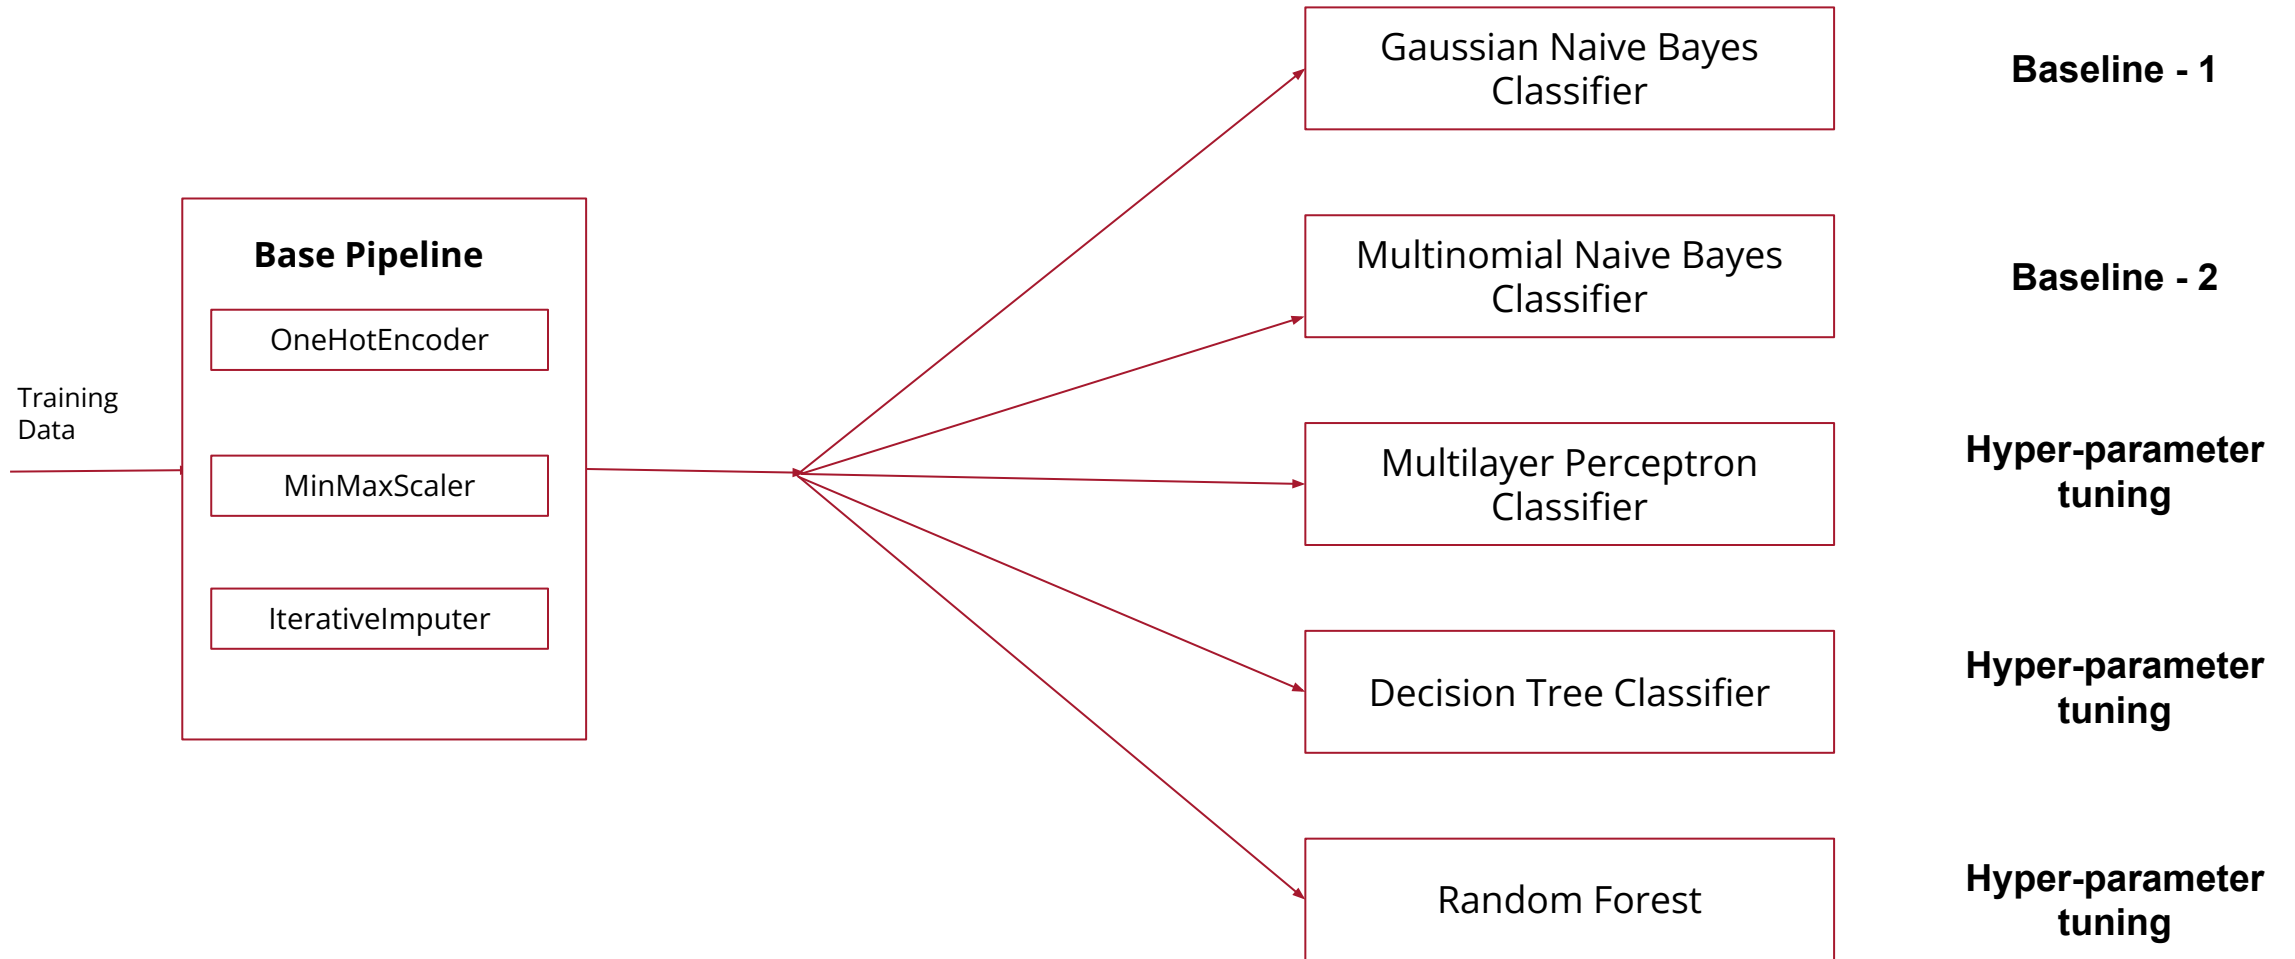 Training
Data
Base Pipeline
OneHotEncoder
MinMaxScaler
IterativeImputer
Gaussian Naive Bayes
Classifier
Baseline - 1
Multinomial Naive Bayes
Classifier
Baseline - 2
Multilayer Perceptron
Classifier
Hyper-parameter
tuning
Decision Tree Classifier
Hyper-parameter
tuning
Random Forest
Hyper-parameter
tuning